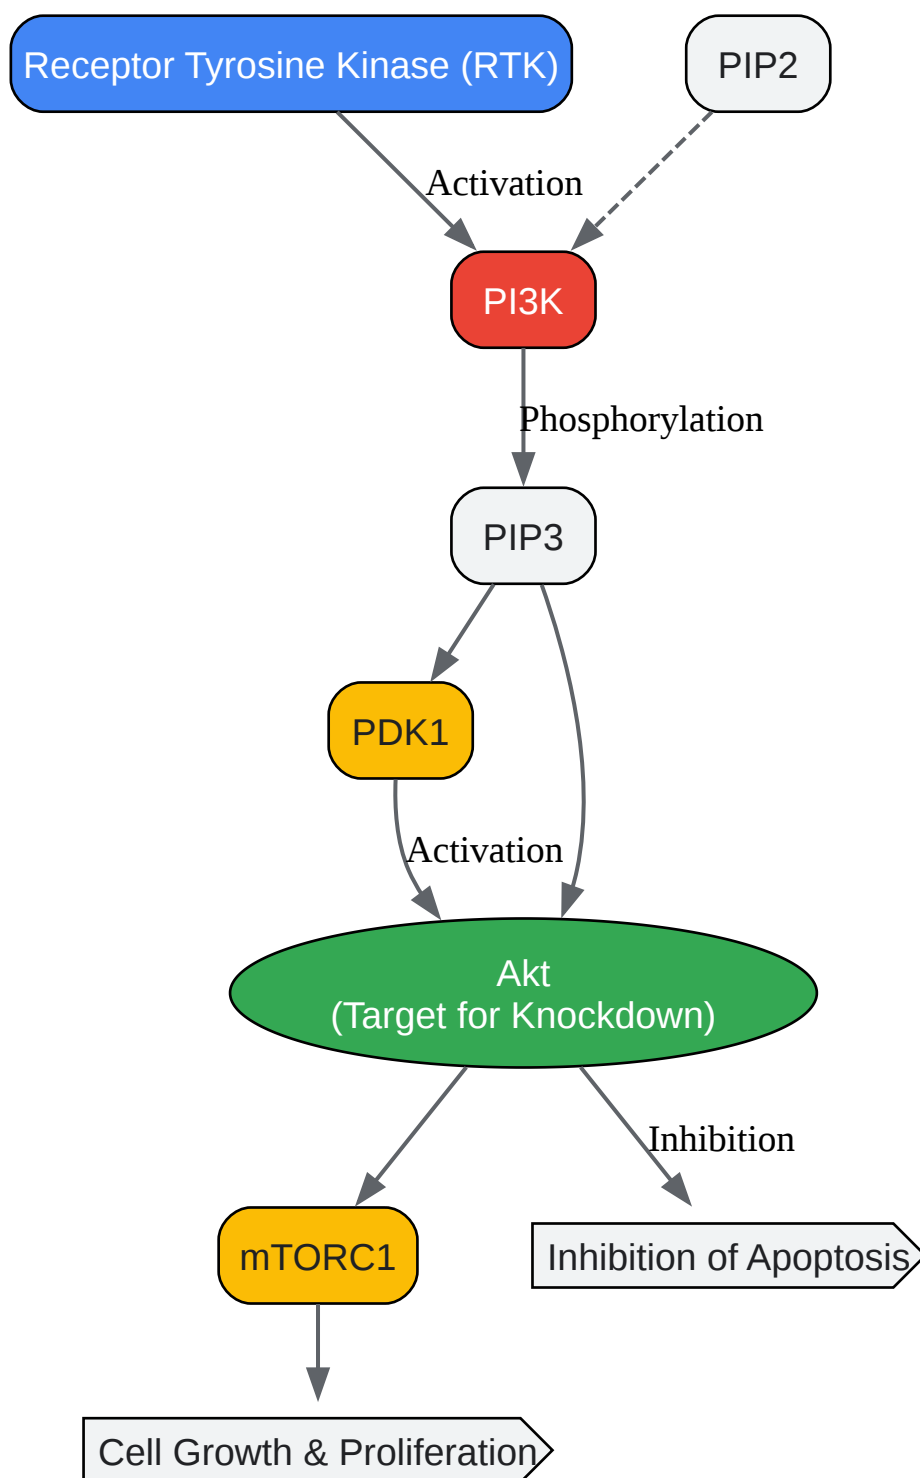 Receptor Tyrosine Kinase (RTK)
PIP2
Activation
PI3K
Phosphorylation
PIP3
PDK1
Activation
Akt
(Target for Knockdown)
Inhibition
mTORC1
Inhibition of Apoptosis
Cell Growth & Proliferation